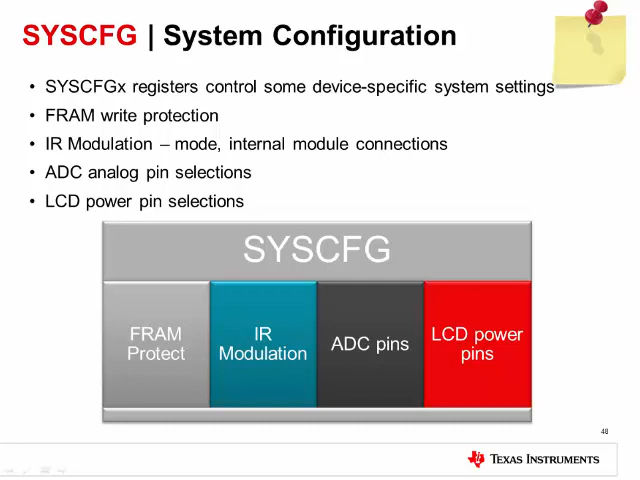 SYSCFG | System Configuration
• SYSCFGx registers control some device-specific system settings
• FRAM write protection
• IR Modulation – mode, internal module connections
• ADC analog pin selections
• LCD power pin selections
SYSCFG
FRAM
Protect
IR
Modulation
ADC pins
LCD power
pins
48
TEXAS INSTRUMENTS